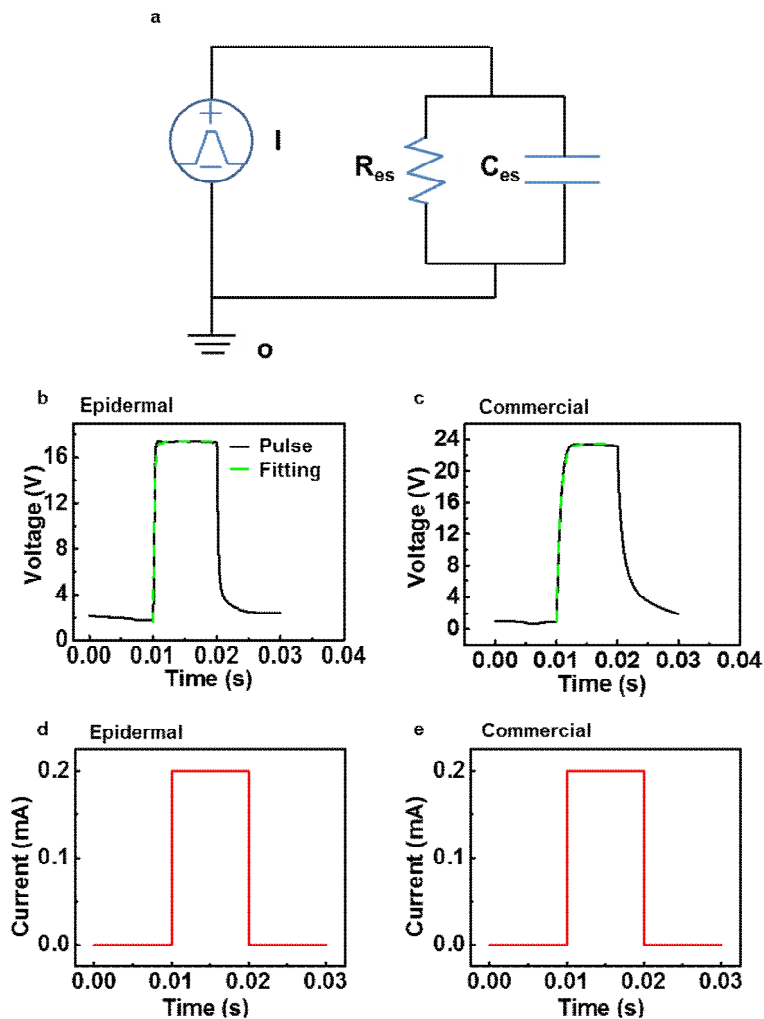 a
I
R_es C_es
o
b Epidermal
16
12
8
4
0
Voltage (V)
Pulse
Fitting
0.00 0.01 0.02 0.03 0.04
Time (s)
c Commercial
24
20
16
12
8
4
0
Voltage (V)
0.00 0.01 0.02 0.03 0.04
Time (s)
d Epidermal
0.2
0.1
0.0
Current (mA)
0.00 0.01 0.02 0.03
Time (s)
e Commercial
0.2
0.1
0.0
Current (mA)
0.00 0.01 0.02 0.03
Time (s)